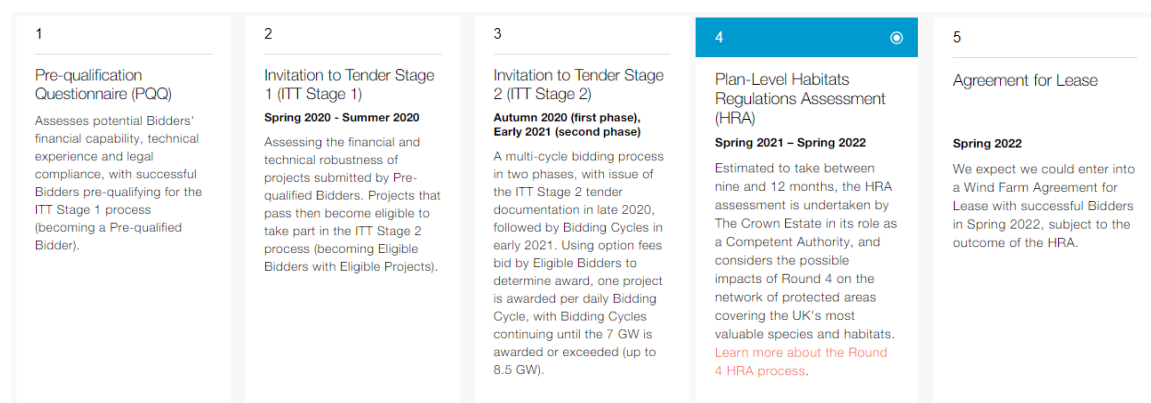 1
Pre-qualification
Questionnaire (PQQ)
Assesses potential Bidders'
financial capability, technical
experience and legal
compliance, with successful
Bidders pre-qualifying for the
ITT Stage 1 process
(becoming a Pre-qualified
Bidder).
2
Invitation to Tender Stage
1 (ITT Stage 1)
Spring 2020 - Summer 2020
Assessing the financial and
technical robustness of
projects submitted by Pre-
qualified Bidders. Projects that
pass then become eligible to
take part in the ITT Stage 2
process (becoming Eligible
Bidders with Eligible Projects).
3
Invitation to Tender Stage
2 (ITT Stage 2)
Autumn 2020 (first phase),
Early 2021 (second phase)
A multi-cycle bidding process
in two phases, with issue of
the ITT Stage 2 tender
documentation in late 2020,
followed by Bidding Cycles in
early 2021. Using option fees
bid by Eligible Bidders to
determine award, one project
is awarded per daily Bidding
Cycle, with Bidding Cycles
continuing until the 7 GW is
awarded or exceeded (up to
8.5 GW).
4
Plan-Level Habitats
Regulations Assessment
(HRA)
Spring 2021 – Spring 2022
Estimated to take between
nine and 12 months, the HRA
assessment is undertaken by
The Crown Estate in its role as
a Competent Authority, and
considers the possible
impacts of Round 4 on the
network of protected areas
covering the UK's most
valuable species and habitats.
Learn more about the Round
4 HRA process.
5
Agreement for Lease
Spring 2022
We expect we could enter into
a Wind Farm Agreement for
Lease with successful Bidders
in Spring 2022, subject to the
outcome of the HRA.